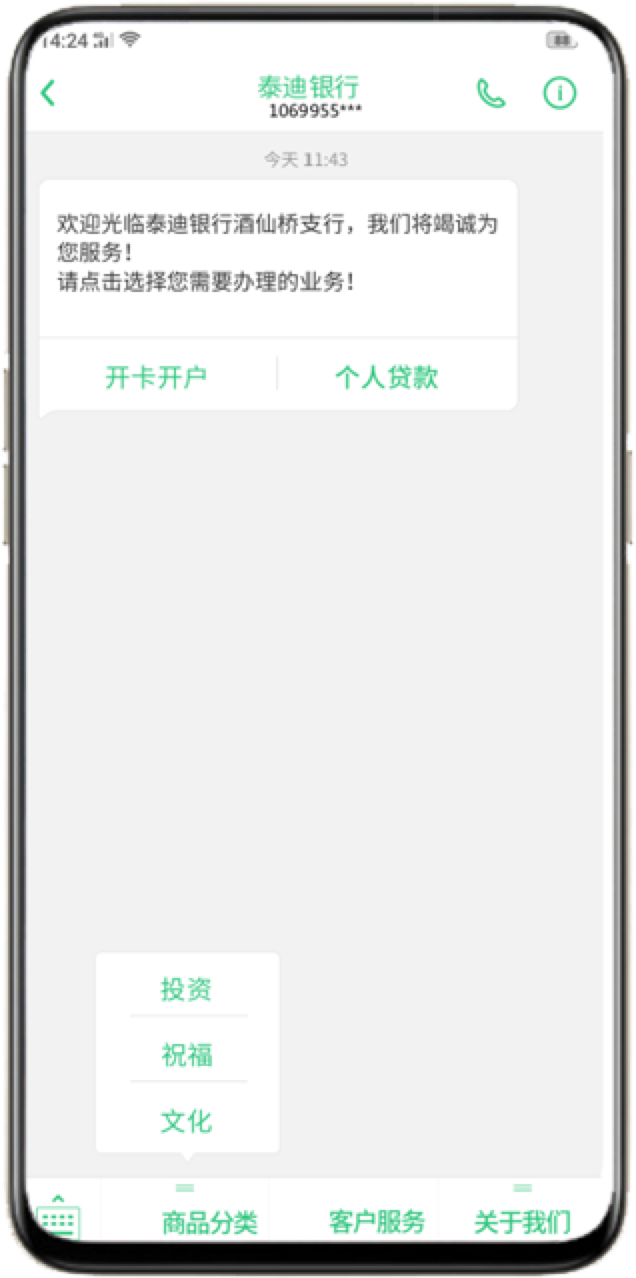 14:24
88
泰迪银行
1069955***
今天 11:43
欢迎光临泰迪银行酒仙桥支行，我们将竭诚为
您服务！
请点击选择您需要办理的业务！
开卡开户 个人贷款
投资
祝福
文化
商品分类 客户服务 关于我们